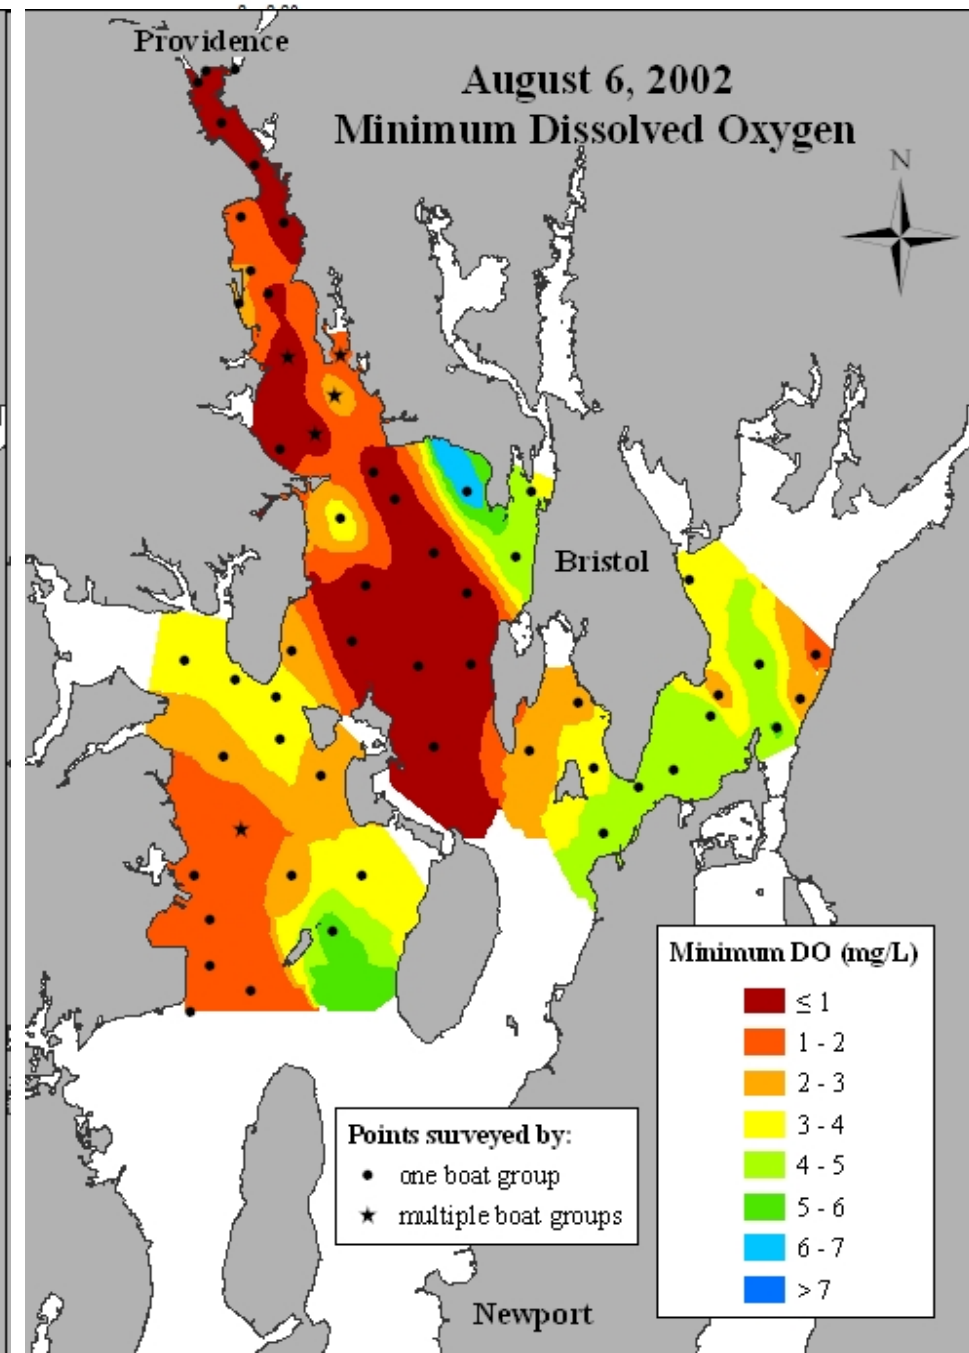 Providence
August 6, 2002
Minimum Dissolved Oxygen
N
Bristol
Minimum DO (mg/L)
≤ 1
1 - 2
2 - 3
3 - 4
4 - 5
5 - 6
6 - 7
> 7
Points surveyed by:
one boat group
multiple boat groups
Newport